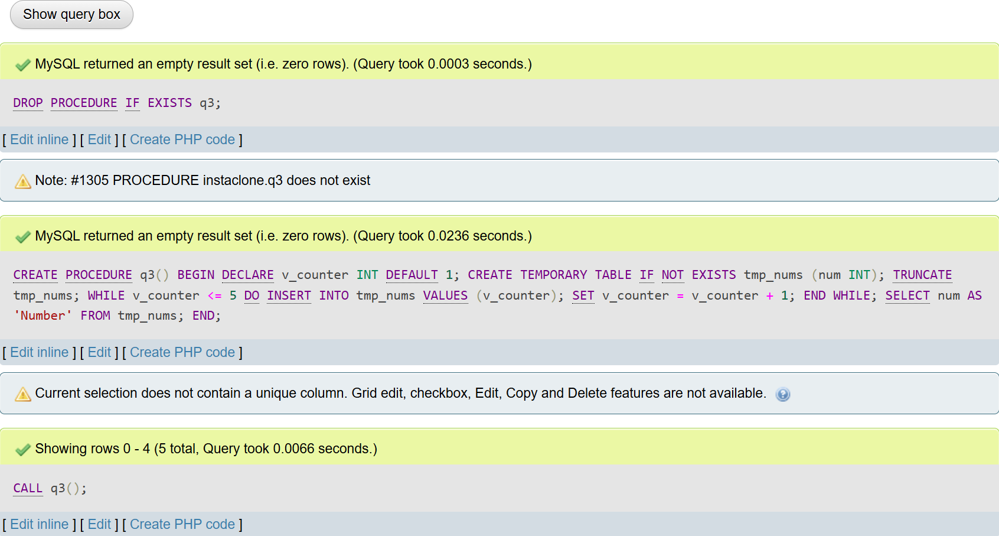 Show query box
MySQL returned an empty result set (i.e. zero rows). (Query took 0.0003 seconds.)
DROP PROCEDURE IF EXISTS q3;
[ Edit inline ] [ Edit ] [ Create PHP code ]
Note: #1305 PROCEDURE instaclone.q3 does not exist
MySQL returned an empty result set (i.e. zero rows). (Query took 0.0236 seconds.)
CREATE PROCEDURE q3() BEGIN DECLARE v_counter INT DEFAULT 1; CREATE TEMPORARY TABLE IF NOT EXISTS tmp_nums (num INT); TRUNCATE
tmp_nums; WHILE v_counter <= 5 DO INSERT INTO tmp_nums VALUES (v_counter); SET v_counter = v_counter + 1; END WHILE; SELECT num AS
'Number' FROM tmp_nums; END;
[ Edit inline ] [ Edit ] [ Create PHP code ]
Current selection does not contain a unique column. Grid edit, checkbox, Edit, Copy and Delete features are not available.
Showing rows 0 - 4 (5 total, Query took 0.0066 seconds.)
CALL q3();
[ Edit inline ] [ Edit ] [ Create PHP code ]